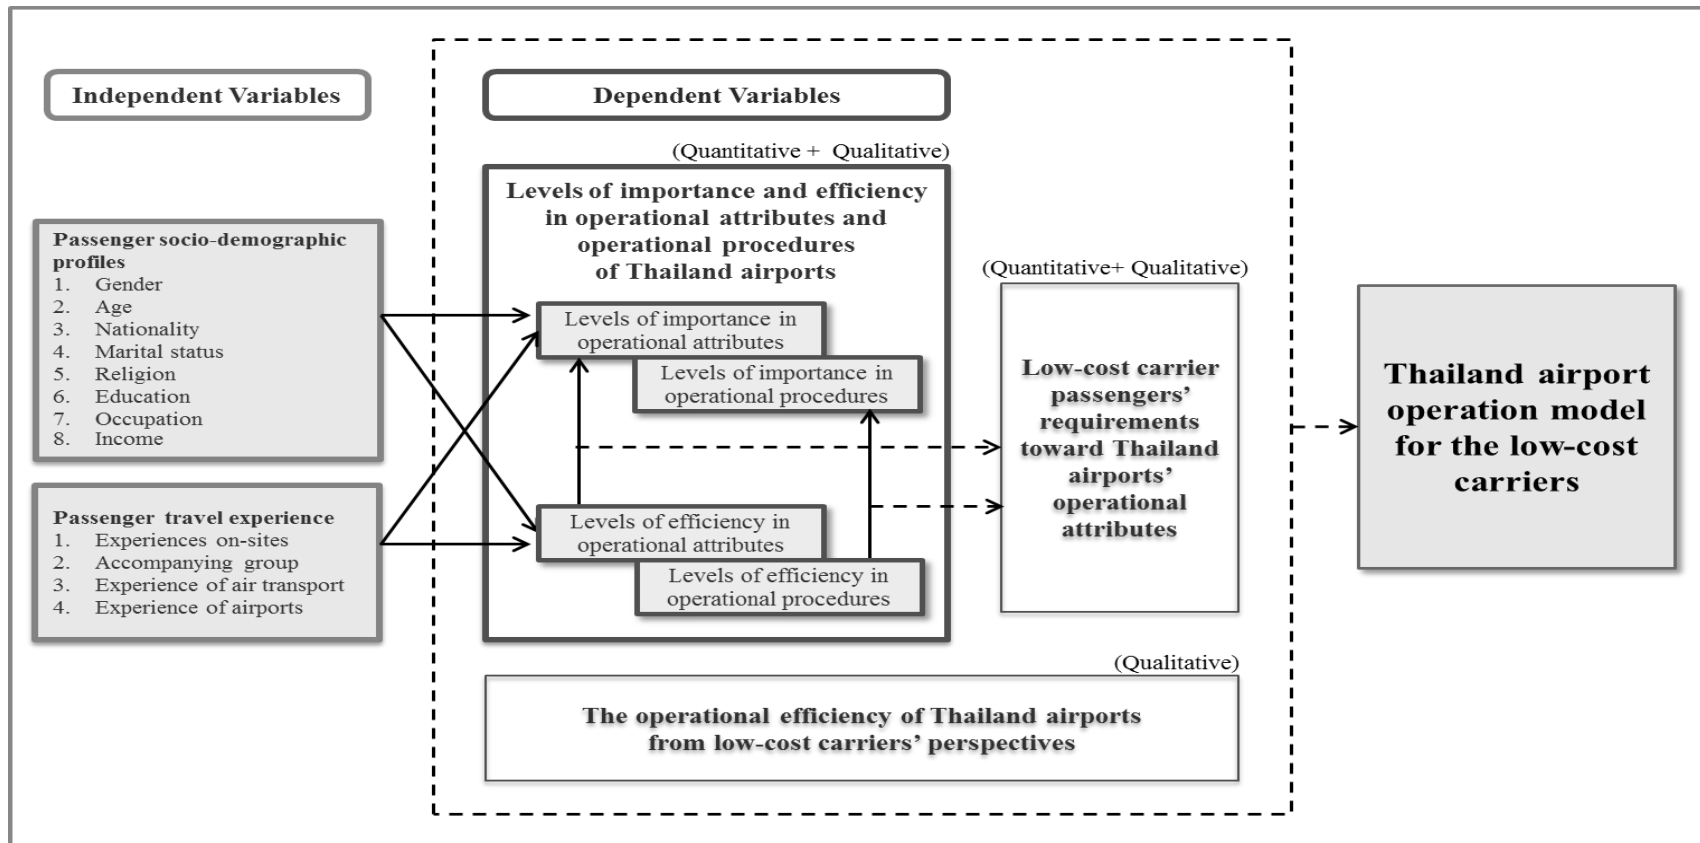 Independent Variables
Dependent Variables
(Quantitative + Qualitative)
Levels of importance and efficiency
in operational attributes and
operational procedures
of Thailand airports
Passenger socio-demographic
profiles
1. Gender
2. Age
3. Nationality
4. Marital status
5. Religion
6. Education
7. Occupation
8. Income
Passenger travel experience
1. Experiences on-sites
2. Accompanying group
3. Experience of air transport
4. Experience of airports
Levels of importance in
operational attributes
Levels of importance in
operational procedures
Levels of efficiency in
operational attributes
Levels of efficiency in
operational procedures
(Quantitative+ Qualitative)
Low-cost carrier
passengers’
requirements
toward Thailand
airports’
operational
attributes
(Qualitative)
The operational efficiency of Thailand airports
from low-cost carriers’ perspectives
Thailand airport
operation model
for the low-cost
carriers